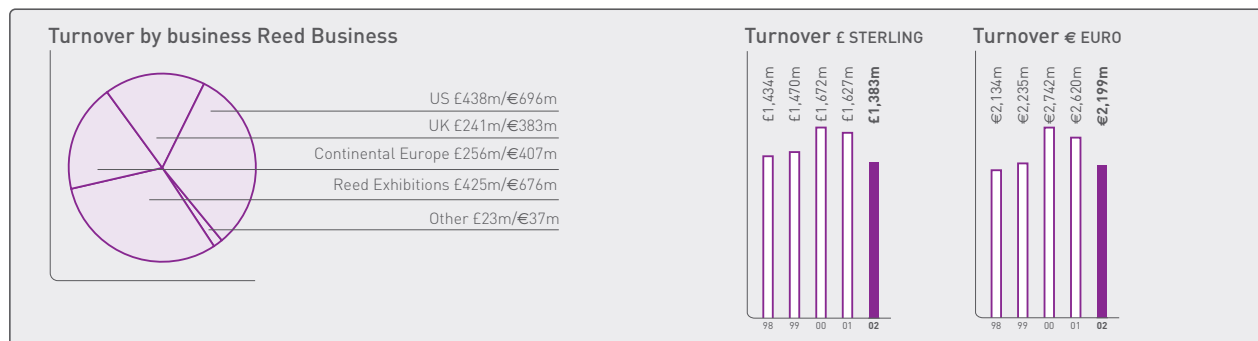 Turnover by business Reed Business
US £438m/€696m
UK £241m/€383m
Continental Europe £256m/€407m
Reed Exhibitions £425m/€676m
Other £23m/€37m
Turnover £ STERLING
£1,434m
£1,470m
£1,672m
£1,627m
£1,383m
98 99 00 01 02
Turnover € EURO
€2,134m
€2,235m
€2,742m
€2,620m
€2,199m
98 99 00 01 02